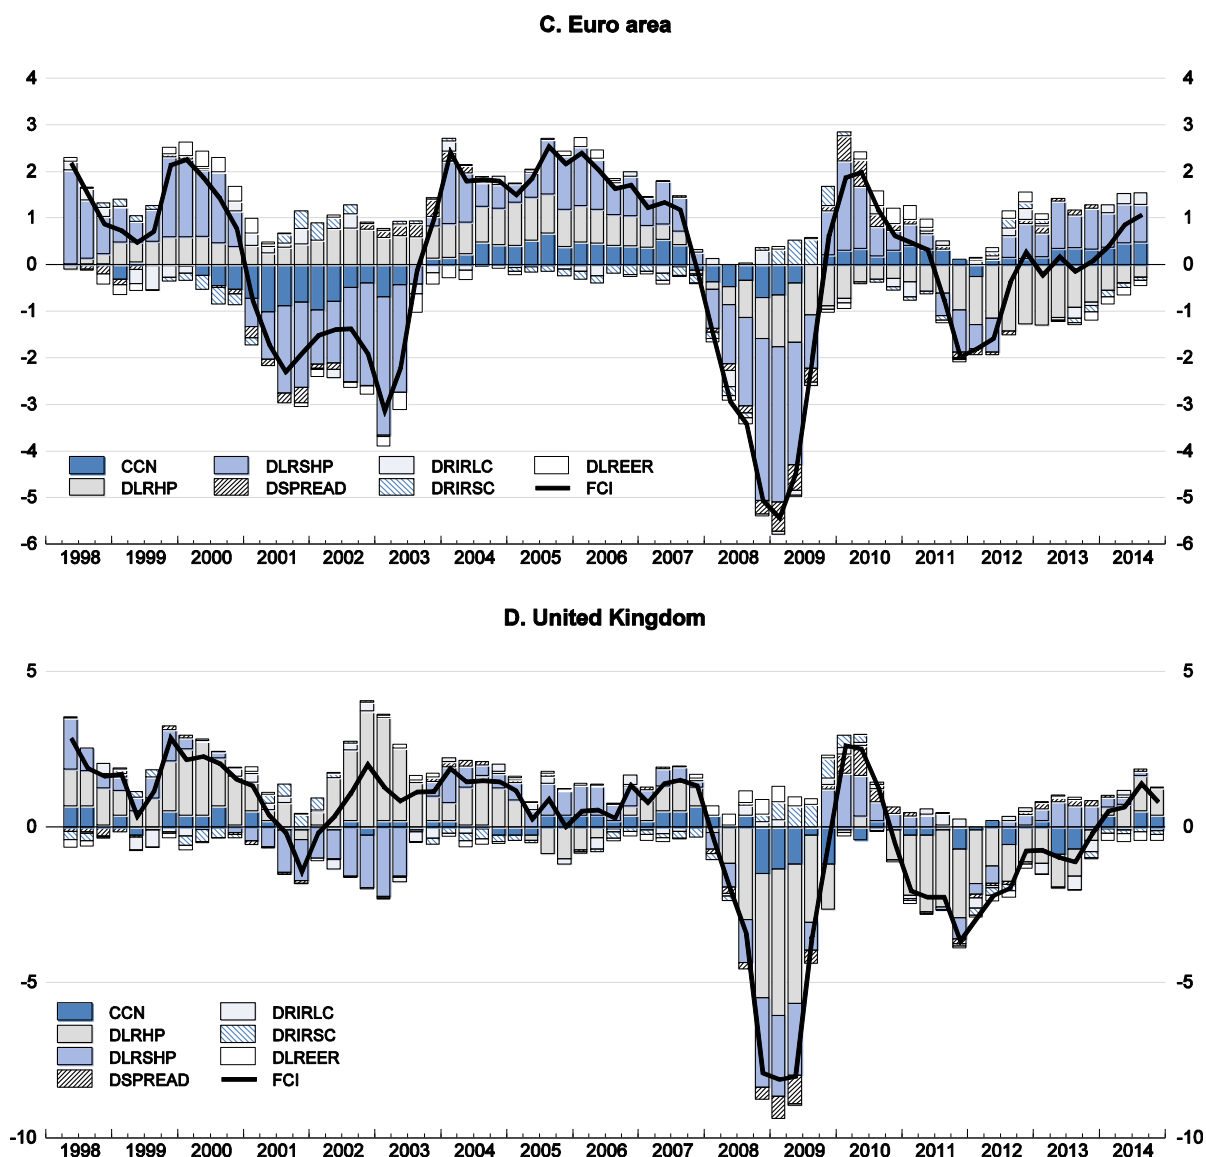 C. Euro area
4 4
3 3
2 2
1 1
0 0
-1 -1
-2 -2
-3 -3
-4 -4
-5 -5
-6 -6
CCN DLRSHP DRIRLC DLREER
DLRHP DSPREAD DRIRSC FCI
1998 1999 2000 2001 2002 2003 2004 2005 2006 2007 2008 2009 2010 2011 2012 2013 2014
D. United Kingdom
5 5
0 0
-5 -5
-10 -10
CCN DRIRLC
DLRHP DRIRSC
DLRSHP DLREER
DSPREAD FCI
1998 1999 2000 2001 2002 2003 2004 2005 2006 2007 2008 2009 2010 2011 2012 2013 2014